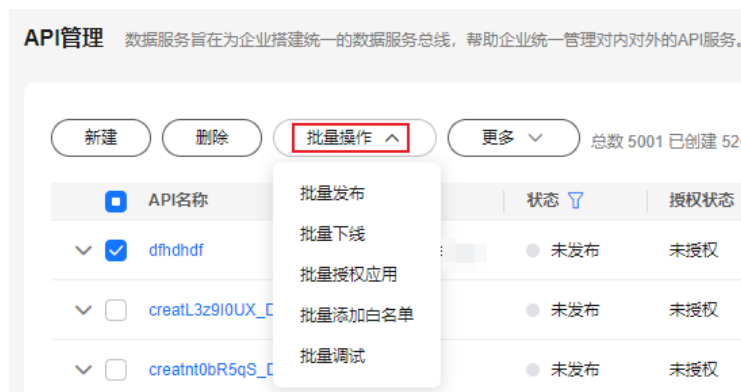 API管理 数据服务旨在为企业搭建统一的数据服务总线，帮助企业统一管理对内对外的API服务。
新建 删除 批量操作 更多 总数 5001 已创建
API名称 状态 授权状态
批量发布
批量下线
批量授权应用
批量添加白名单
批量调试
dfhdhdf 未发布 未授权
未发布 未授权
未发布 未授权